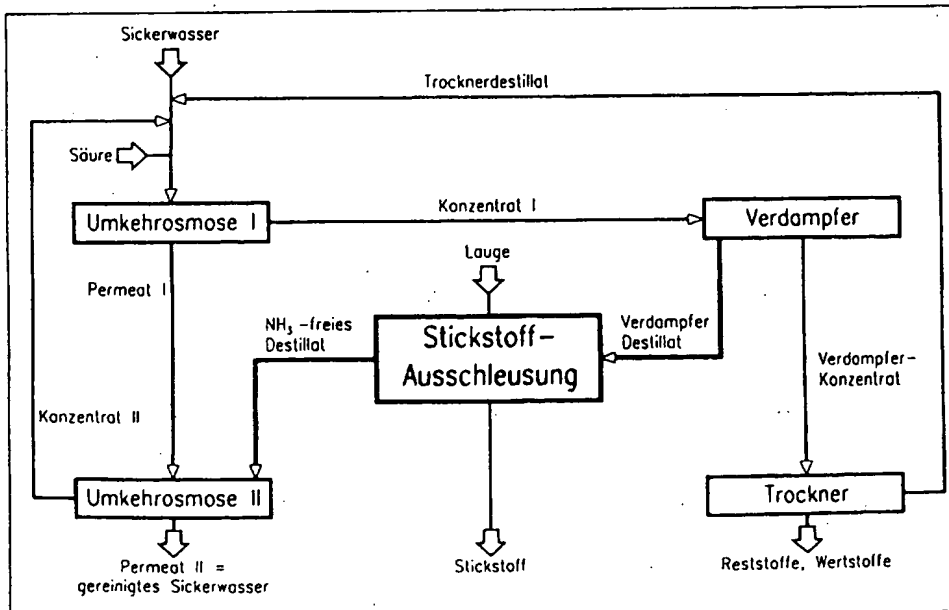 Sickerwasser
Trocknerdestillat
Säure
Umkehrosmose I
Konzentrat I
Verdampfer
Lauge
Permeat I
NH₃-freies
Destillat
Stickstoff-
Ausschleusung
Verdampfer
Destillat
Verdampfer-
Konzentrat
Konzentrat II
Umkehrosmose II
Trockner
Permeat II =
gereinigtes Sickerwasser
Stickstoff
Reststoffe, Wertstoffe